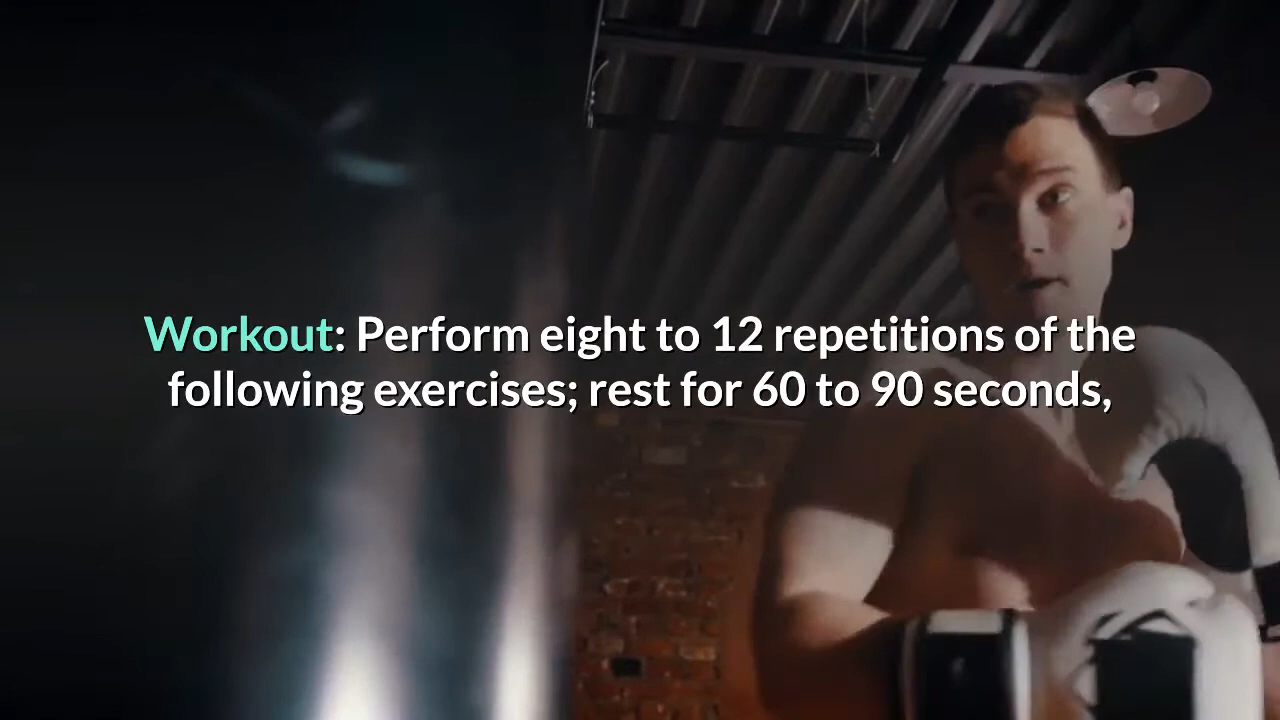 Workout: Perform eight to 12 repetitions of the
following exercises; rest for 60 to 90 seconds,